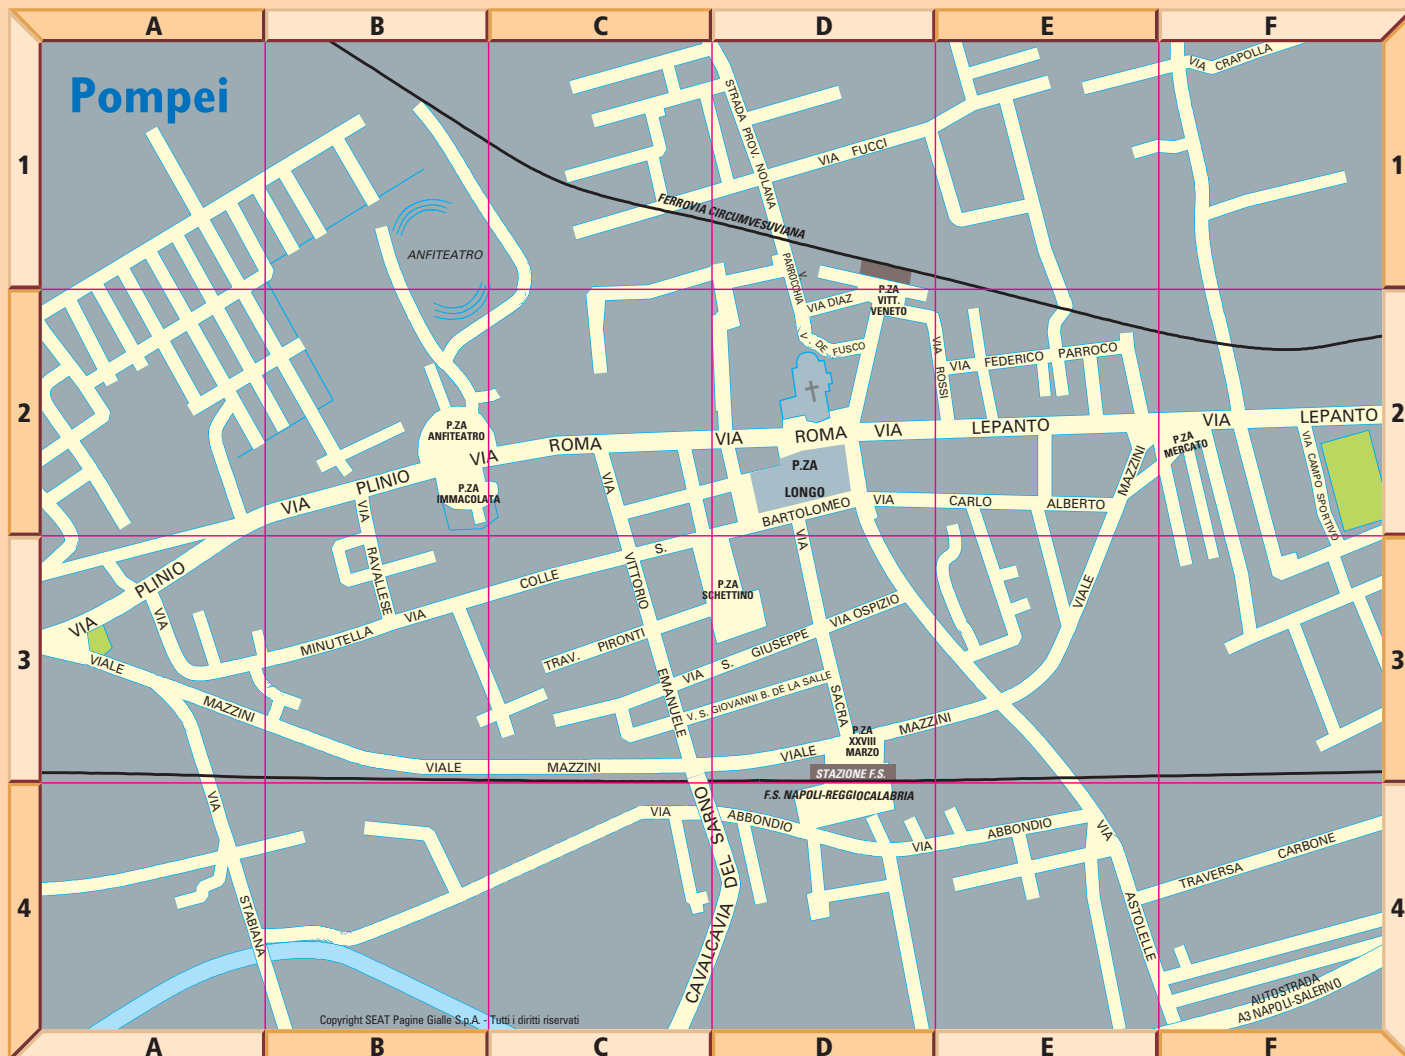 A B C D E F
Pompei
VIA CRAPOLLA
STRADA PROV. NOLANA
VIA FUCCI
1 1
FERROVIA CIRCUMVESUVIANA
ANFITEATRO
V. PARROCCHIA
P.ZA
VITT.
VENETO
VIA DIAZ
V. DE FUSCO
VIA ROSSI
VIA FEDERICO PARROCO
2 2
P.ZA
ANFITEATRO
VIA ROMA VIA ROMA VIA LEPANTO VIA LEPANTO
P.ZA
MERCATO
VIA CAMPO SPORTIVO
P.ZA
LONGO
P.ZA
IMMACOLATA
VIA PLINIO
VIA
BARTOLOMEO
VIA CARLO ALBERTO
MAZZINI
VIA RAVALLESE
VIA VITTORIO EMANUELE
VIA PLINIO
VIA
MINUTELLA VIA COLLE S.
P.ZA
SCHETTINO
VIA SACRA
VIALE
VIA OSPIZIO
TRAV. PIRONTI
VIA S. GIUSEPPE
V. S. GIOVANNI B. DE LA SALLE
3 3
VIALE MAZZINI
VIALE MAZZINI
VIALE MAZZINI
P.ZA
XXVIII
MARZO
STAZIONE F.S.
F.S. NAPOLI-REGGIOCALABRIA
VIA STABIANA
VIA ABBONDIO
VIA ABBONDIO
CAVALCAVIA DEL SARNO
VIA ASTOLELLE
TRAVERSA CARBONE
4 4
AUTOSTRADA
A3 NAPOLI-SALERNO
Copyright SEAT Pagine Gialle S.p.A. - Tutti i diritti riservati
A B C D E F